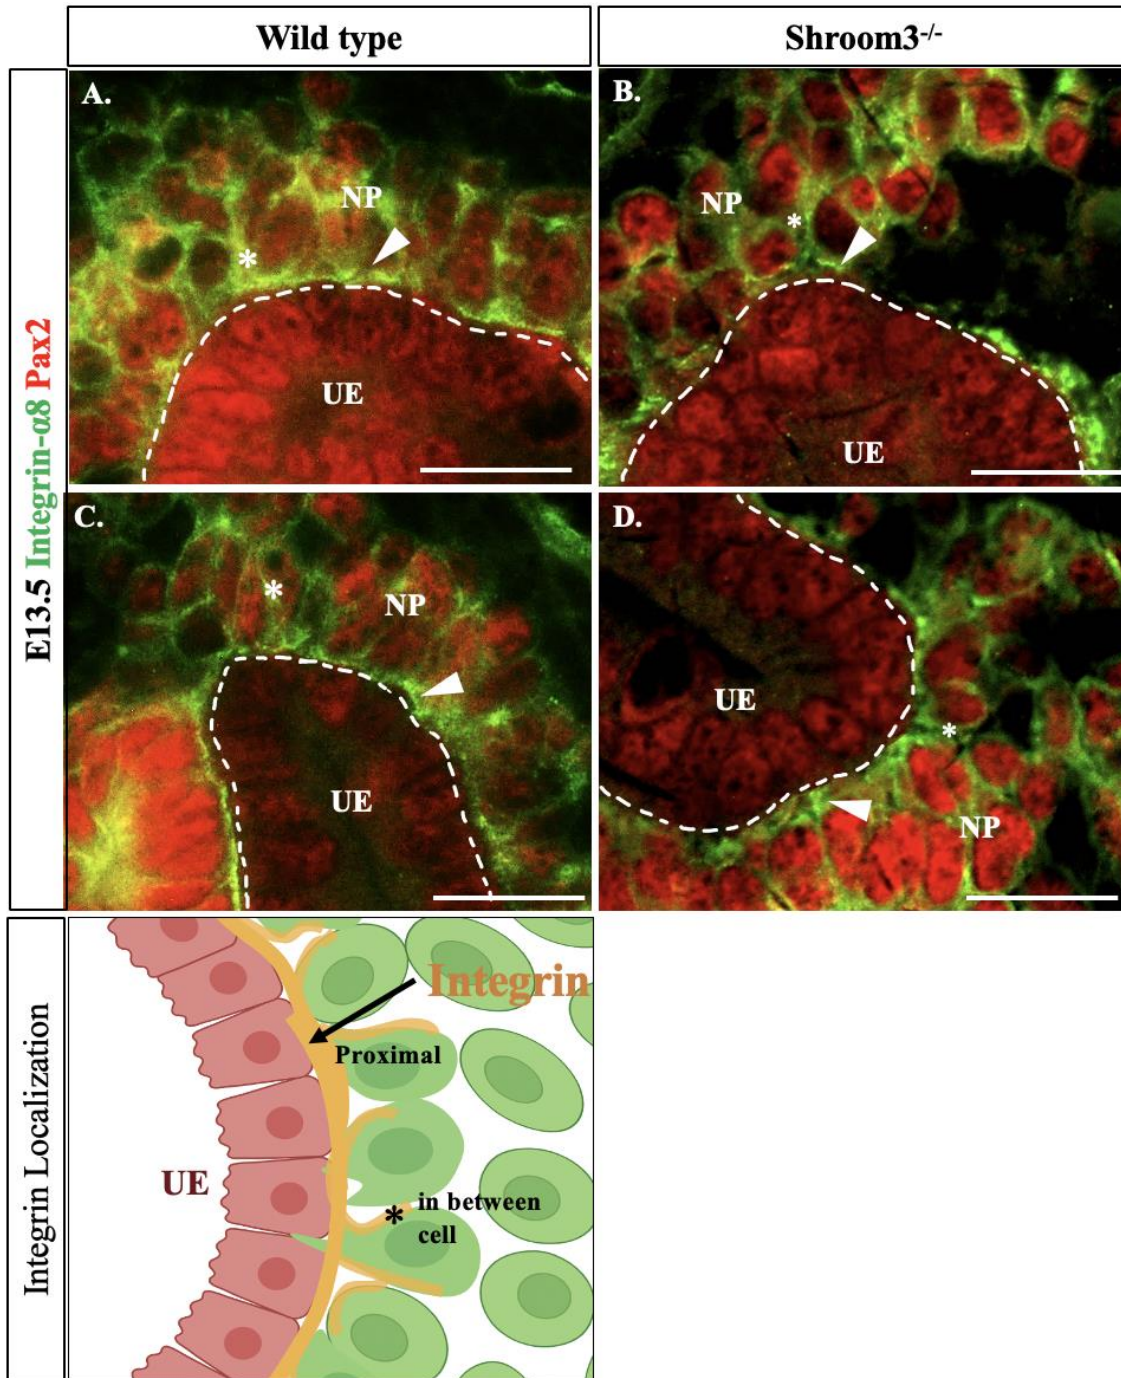 Wild type
Shroom3-/-
E13.5 Integrin-α8 Pax2
A.
NP
*
UE
B.
NP
*
UE
C.
*
NP
UE
D.
UE
*
NP
Integrin Localization
Integrin
Proximal
UE
* in between
cell